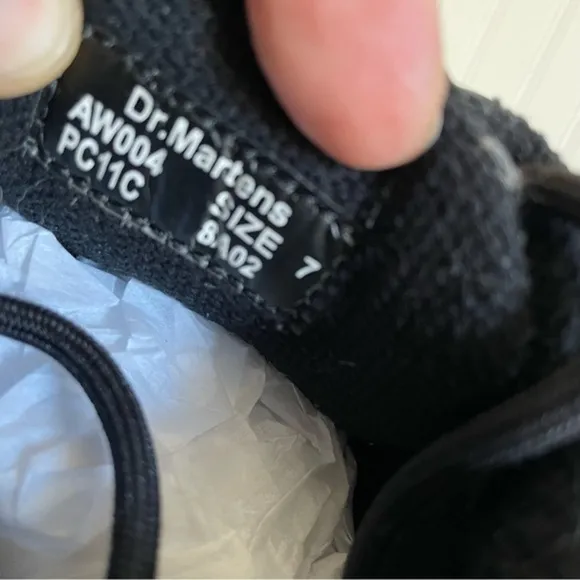 Dr.Martens
AW004 SIZE 7
PC11C 8A02